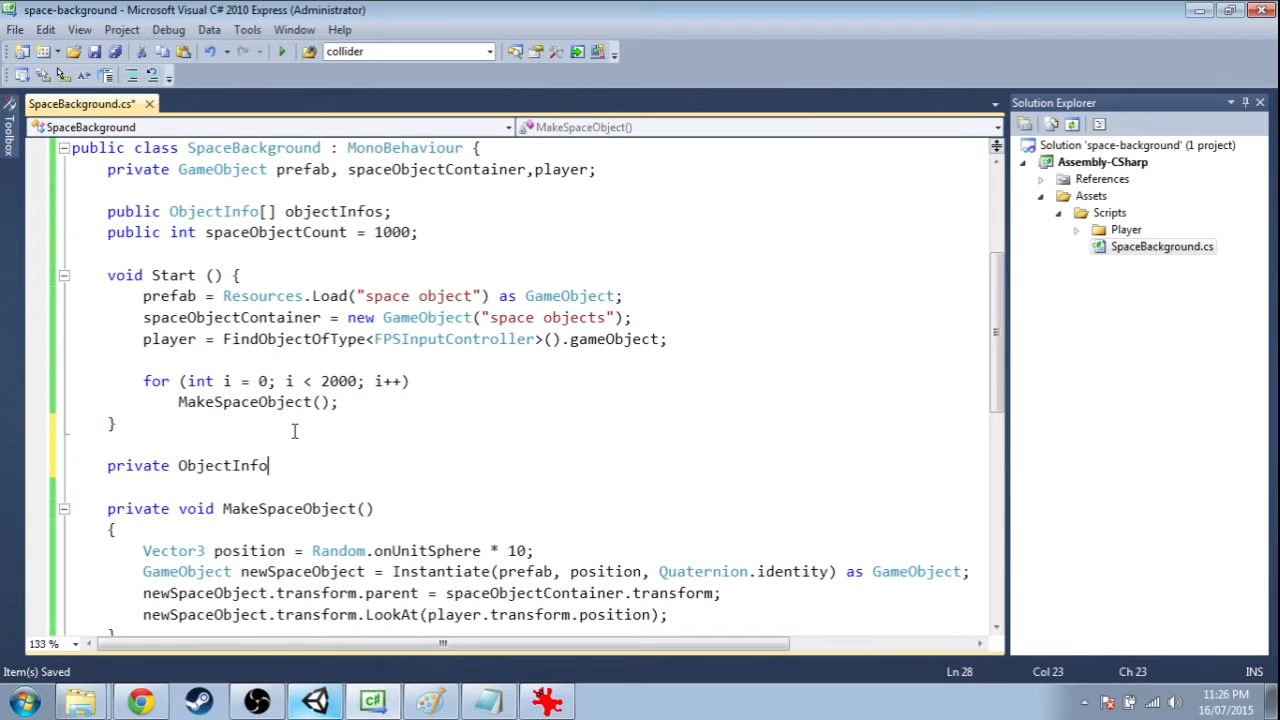 space-background - Microsoft Visual C# 2010 Express (Administrator)
File Edit View Project Debug Data Tools Window Help
collider
SpaceBackground.cs*
Solution Explorer
SpaceBackground
MakeSpaceObject()
Toolbox
public class SpaceBackground : MonoBehaviour {
private GameObject prefab, spaceObjectContainer,player;
public ObjectInfo[] objectInfos;
public int spaceObjectCount = 1000;
void Start () {
prefab = Resources.Load("space object") as GameObject;
spaceObjectContainer = new GameObject("space objects");
player = FindObjectOfType<FPSInputController>().gameObject;
for (int i = 0; i < 2000; i++)
MakeSpaceObject();
}
private ObjectInfo
private void MakeSpaceObject()
{
Vector3 position = Random.onUnitSphere * 10;
GameObject newSpaceObject = Instantiate(prefab, position, Quaternion.identity) as GameObject;
newSpaceObject.transform.parent = spaceObjectContainer.transform;
newSpaceObject.transform.LookAt(player.transform.position);
}
Solution 'space-background' (1 project)
Assembly-CSharp
References
Assets
Scripts
Player
SpaceBackground.cs
133 %
Item(s) Saved
Ln 28
Col 23
Ch 23
INS
11:26 PM
16/07/2015